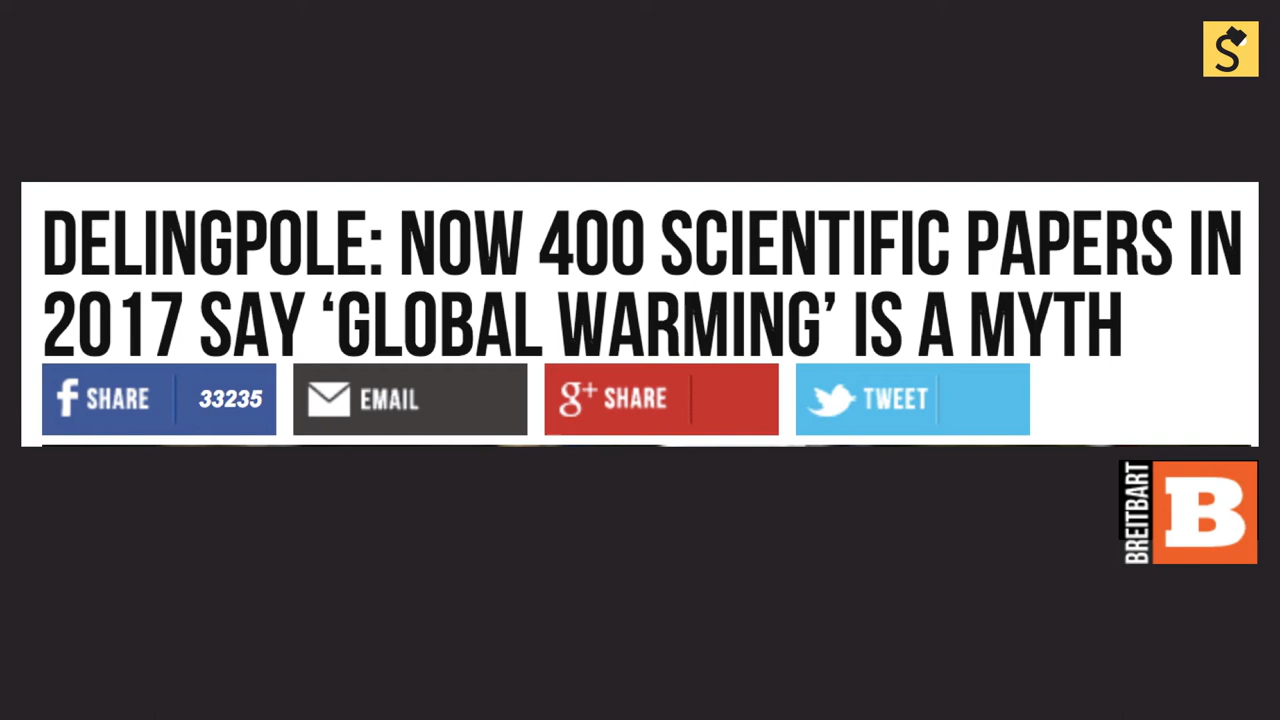 S
DELINGPOLE: NOW 400 SCIENTIFIC PAPERS IN
2017 SAY ‘GLOBAL WARMING’ IS A MYTH
f SHARE 33235 EMAIL g+ SHARE TWEET
BREITBART B